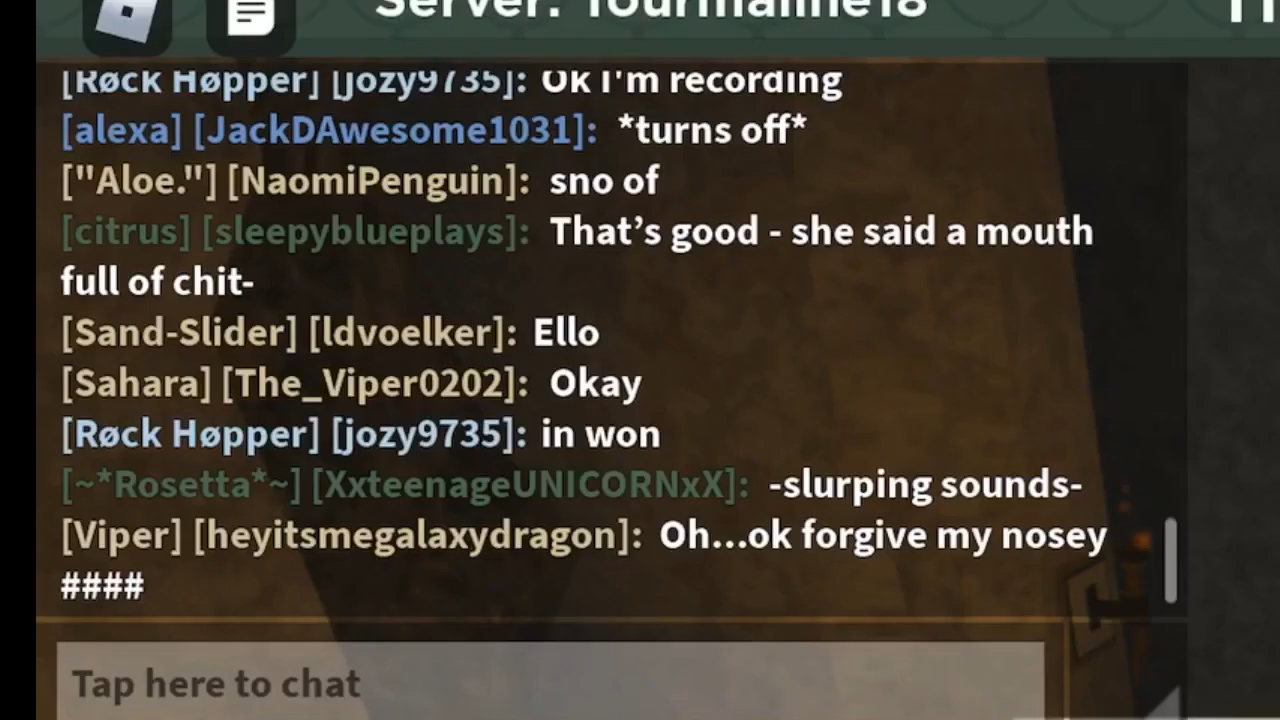 Server: Tourmaline18
[Røck Høpper] [jozy9735]: Ok I'm recording
[alexa] [JackDAwesome1031]: *turns off*
["Aloe."] [NaomiPenguin]: sno of
[citrus] [sleepyblueplays]: That’s good - she said a mouth
full of chit-
[Sand-Slider] [ldvoelker]: Ello
[Sahara] [The_Viper0202]: Okay
[Røck Høpper] [jozy9735]: in won
[~*Rosetta*~] [XxteenageUNICORNxX]: -slurping sounds-
[Viper] [heyitsmegalaxydragon]: Oh...ok forgive my nosey
####
Tap here to chat